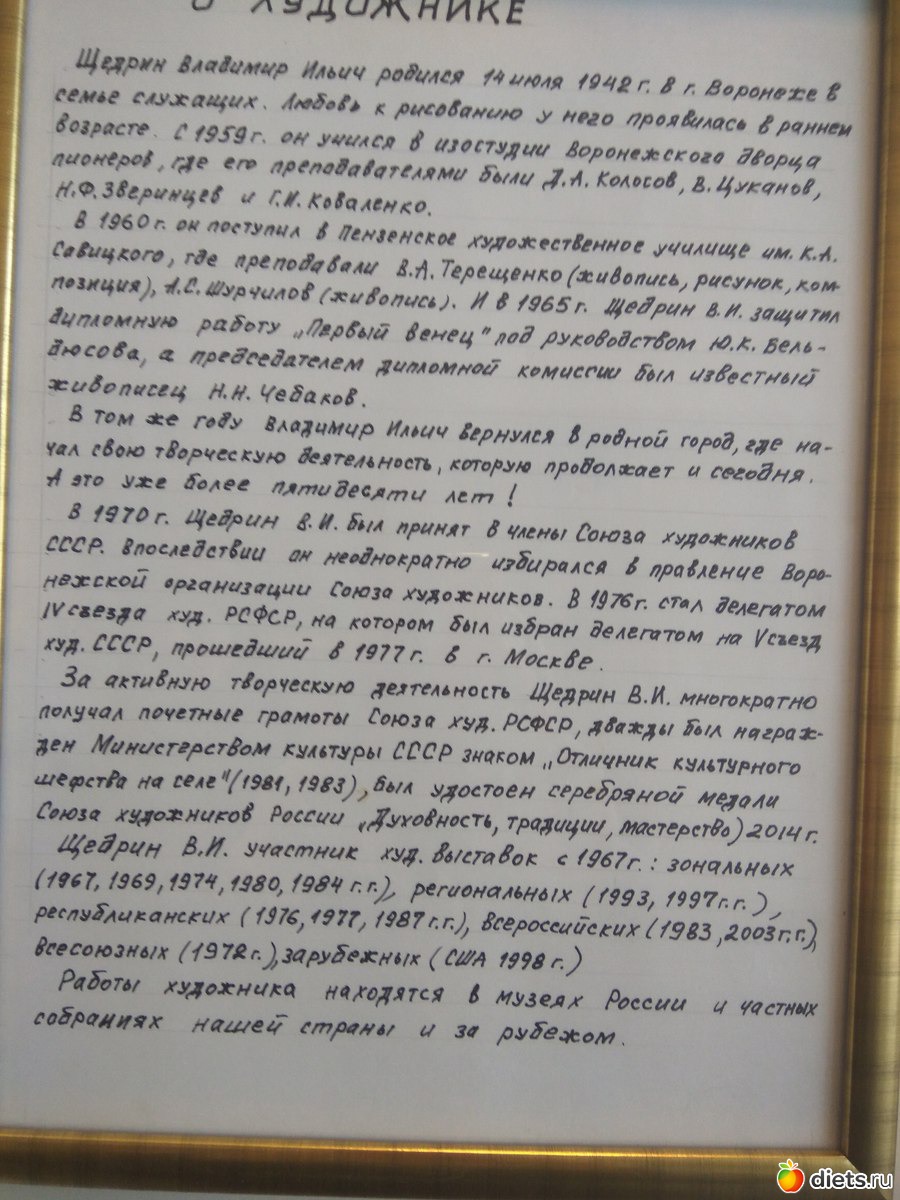 О ХУДОЖНИКЕ
Щедрин Владимир Ильич родился 14 июля 1942 г. в г. Воронеже в
семье служащих. Любовь к рисованию у него проявилась в раннем
возрасте. С 1959 г. он учился в изостудии Воронежского дворца
пионеров, где его преподавателями были Д.А. Колосов, В. Цуканов,
Н.Ф. Зверинцев и Г.И. Коваленко.
В 1960 г. он поступил в Пензенское художественное училище им. К.А.
Савицкого, где преподавали В.А. Терещенко (живопись, рисунок, ком-
позиция), А.С. Шурчилов (живопись). И в 1965 г. Щедрин В.И. защитил
дипломную работу „Первый венец" под руководством Ю.К. Бель-
дюсова, а председателем дипломной комиссии был известный
живописец Н.Н. Чебаков.
В том же году Владимир Ильич вернулся в родной город, где на-
чал свою творческую деятельность, которую продолжает и сегодня.
А это уже более пятидесяти лет!
В 1970 г. Щедрин В.И. был принят в члены Союза художников
СССР. Впоследствии он неоднократно избирался в правление Воро-
нежской организации Союза художников. В 1976 г. стал делегатом
IV съезда худ. РСФСР, на котором был избран делегатом на V съезд
худ. СССР, прошедший в 1977 г. в г. Москве.
За активную творческую деятельность Щедрин В.И. многократно
получал почетные грамоты Союза худ. РСФСР, дважды был награж-
ден Министерством культуры СССР знаком „Отличник культурного
шефства на селе" (1981, 1983), был удостоен серебряной медали
Союза художников России „Духовность, традиции, мастерство) 2014 г.
Щедрин В.И. участник худ. выставок с 1967г.: зональных
(1967, 1969, 1974, 1980, 1984 г.г.), региональных (1993, 1997г.г.),
республиканских (1976, 1977, 1987 г.г.), Всероссийских (1983, 2003г.г.),
Всесоюзных (1972г.), зарубежных (США 1998 г.)
Работы художника находятся в музеях России и частных
собраниях нашей страны и за рубежом.
diets.ru